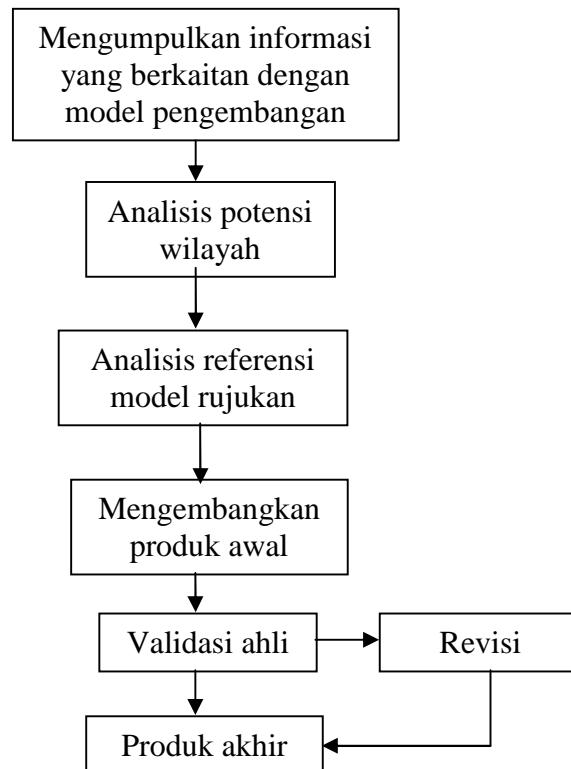 Mengumpulkan informasi
yang berkaitan dengan
model pengembangan
Analisis potensi
wilayah
Analisis referensi
model rujukan
Mengembangkan
produk awal
Validasi ahli
Revisi
Produk akhir